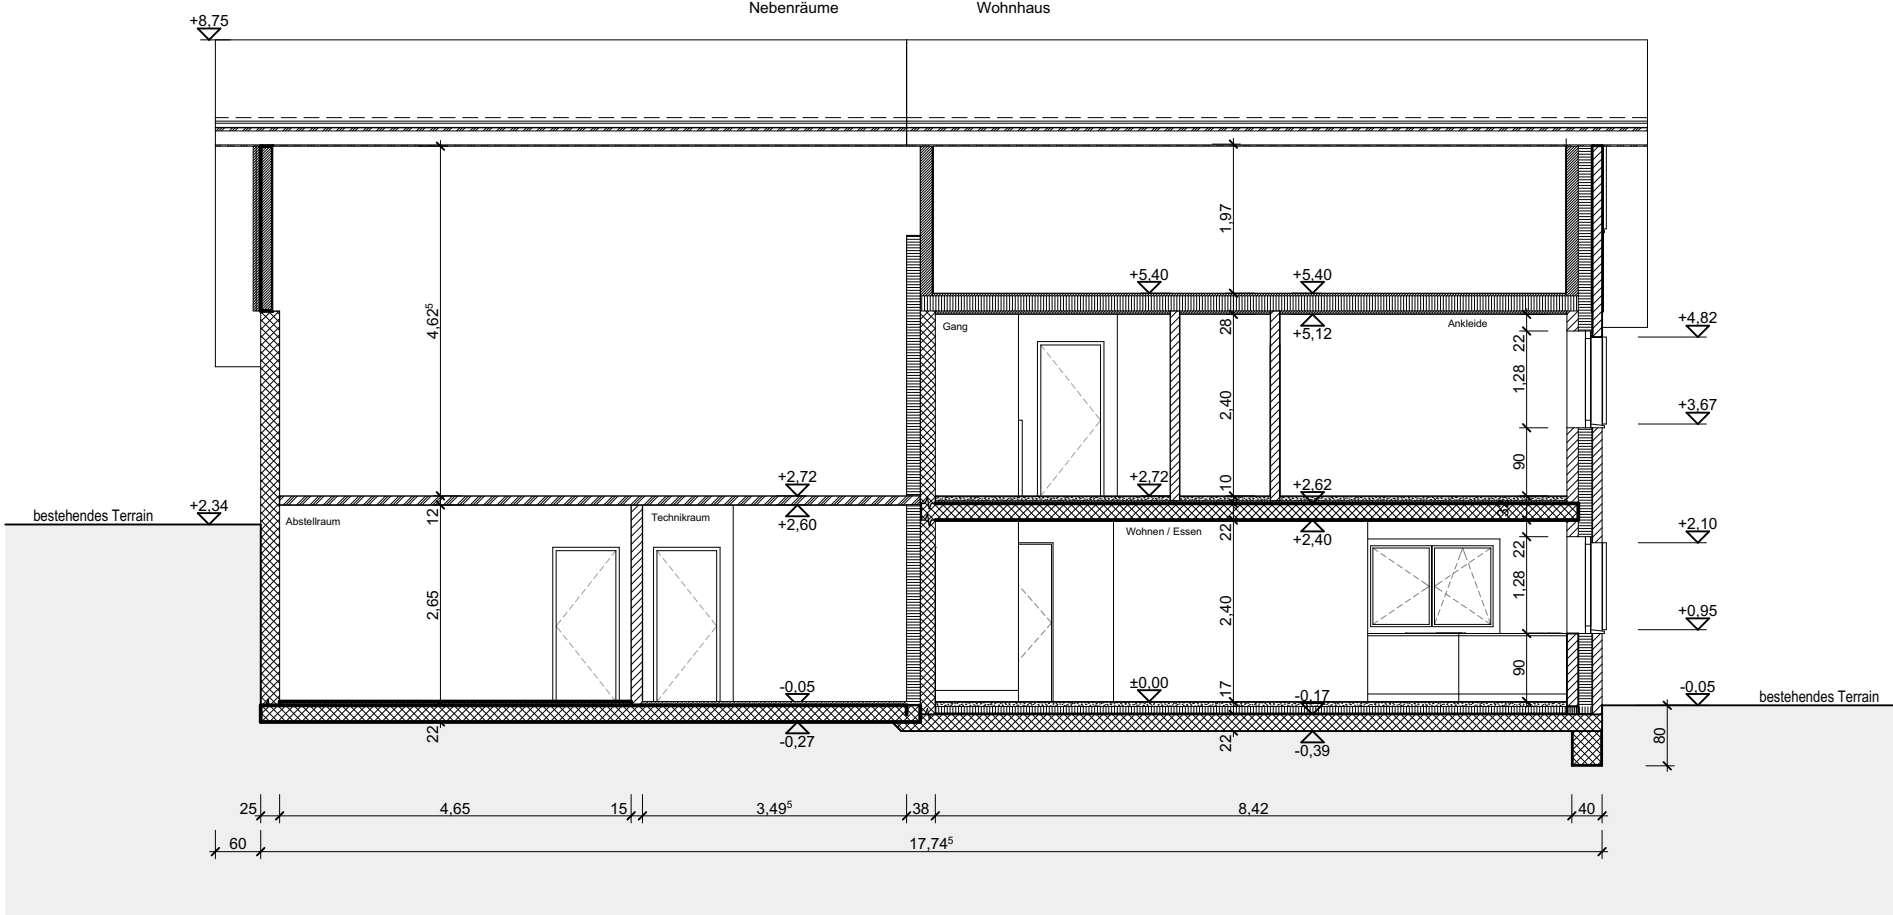 Nebenräume Wohnhaus
+8,75
1,97
+5,40 +5,40
4,62⁵
Gang 28 Ankleide
+5,12
+4,82
22
1,28
2,40
+3,67
90
+2,72 +2,72 10 +2,62
+2,34
bestehendes Terrain
12 +2,60
32
Abstellraum Technikraum
Wohnen / Essen
22 +2,40
+2,10
22
1,28
2,65
2,40
+0,95
90
-0,05 ±0,00 17 -0,17 -0,05
bestehendes Terrain
22 -0,27 22 -0,39
80
25 4,65 15 3,49⁵ 38 8,42 40
60 17,74⁵